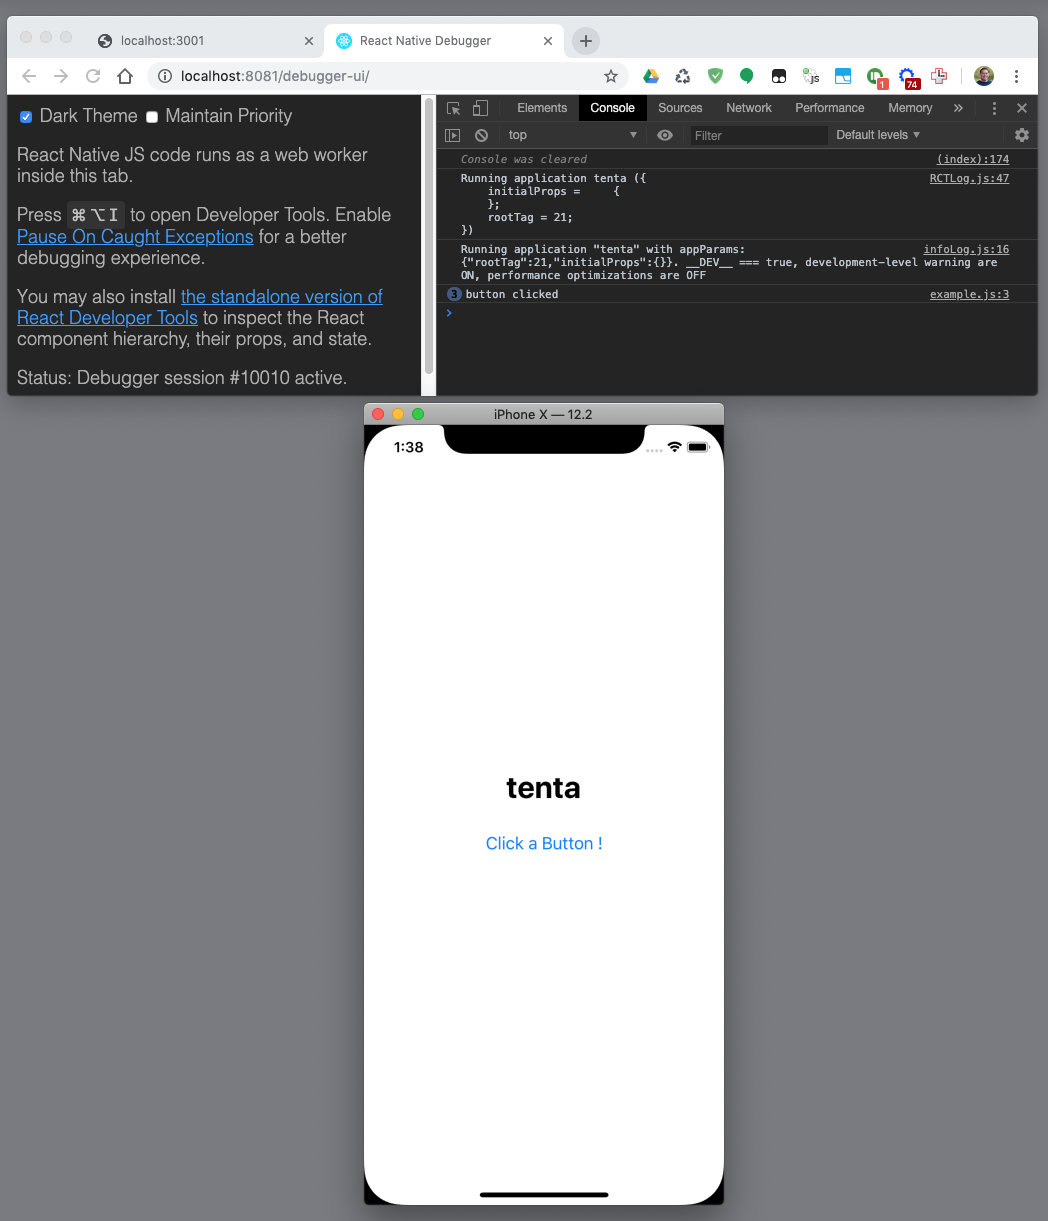 localhost:3001
React Native Debugger
localhost:8081/debugger-ui/
.js
1
74
Dark Theme Maintain Priority
React Native JS code runs as a web worker
inside this tab.
Press ⌘⌥I to open Developer Tools. Enable
Pause On Caught Exceptions for a better
debugging experience.
You may also install the standalone version of
React Developer Tools to inspect the React
component hierarchy, their props, and state.
Status: Debugger session #10010 active.
Elements Console Sources Network Performance Memory »
top Filter Default levels
Console was cleared (index):174
Running application tenta ({ RCTLog.js:47
initialProps = {
};
rootTag = 21;
})
Running application "tenta" with appParams: infoLog.js:16
{"rootTag":21,"initialProps":{}}. __DEV__ === true, development-level warning are
ON, performance optimizations are OFF
3 button clicked example.js:3
iPhone X — 12.2
1:38
tenta
Click a Button !